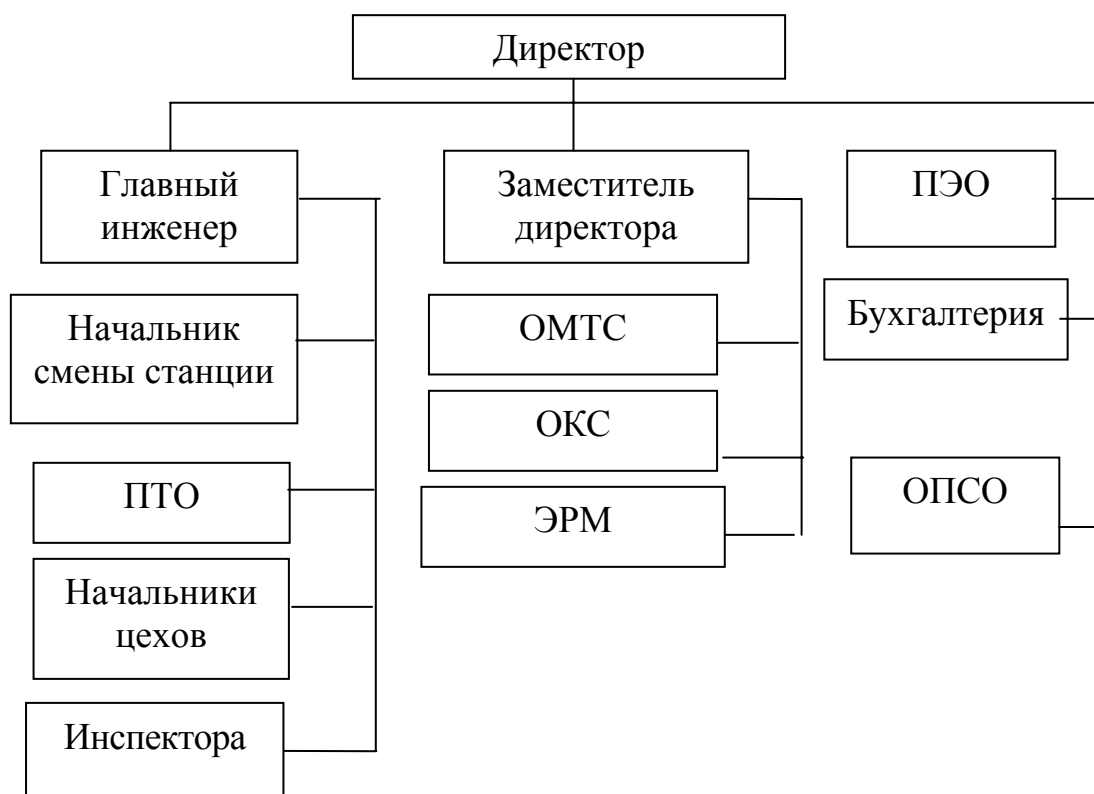 Директор
Главный
инженер
Начальник
смены станции
ПТО
Начальники
цехов
Инспектора
Заместитель
директора
ОМТС
ОКС
ЭРМ
ПЭО
Бухгалтерия
ОПСО